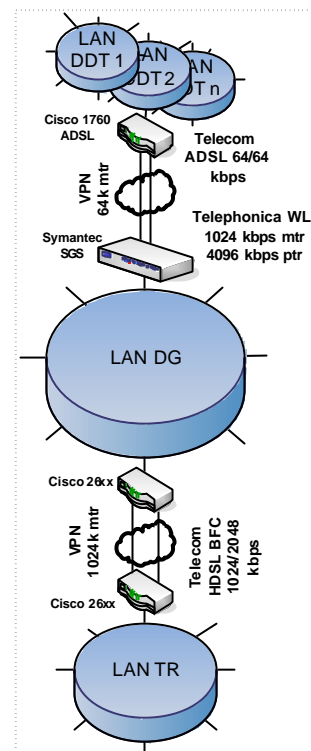 LAN
DDT 1
LAN
DDT 2
LAN
DT n
Cisco 1760
ADSL
Telecom
ADSL 64/64
kbps
VPN
64k mtr
Telephonica WL
1024 kbps mtr
4096 kbps ptr
Symantec
SGS
LAN DG
Cisco 26xx
VPN
1024k mtr
Telecom
HDSL BFC
1024/2048
kbps
Cisco 26xx
LAN TR